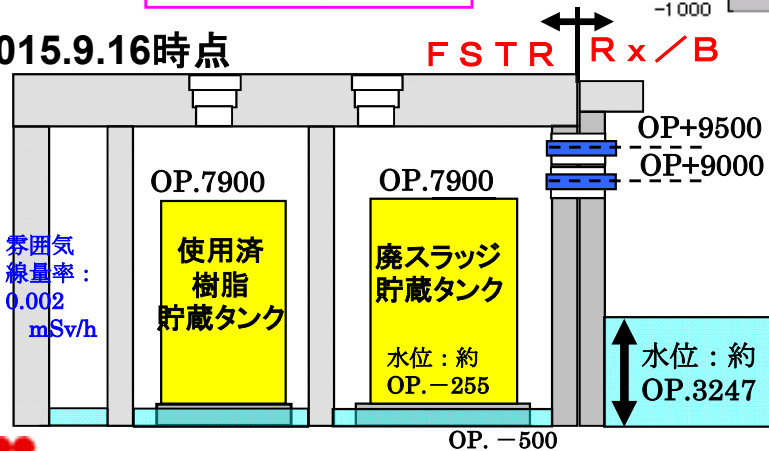 -1000
015.9.16時点
ＦＳＴＲ
Ｒｘ／Ｂ
OP+9500
OP+9000
OP.7900
OP.7900
雰囲気
線量率：
0.002
mSv/h
使用済
樹脂
貯蔵タンク
廃スラッジ
貯蔵タンク
水位：約
OP.－255
水位：約
OP.3247
OP. －500